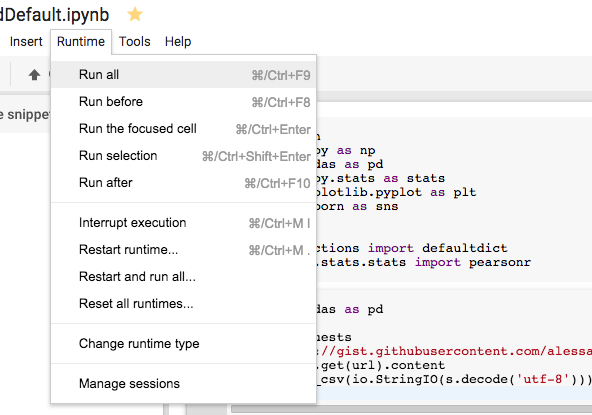 dDefault.ipynb
Insert Runtime Tools Help
Run all ⌘/Ctrl+F9
Run before ⌘/Ctrl+F8
Run the focused cell ⌘/Ctrl+Enter
Run selection ⌘/Ctrl+Shift+Enter
Run after ⌘/Ctrl+F10
Interrupt execution ⌘/Ctrl+M I
Restart runtime... ⌘/Ctrl+M .
Restart and run all...
Reset all runtimes...
Change runtime type
Manage sessions
e snippe
n
py as np
das as pd
py.stats as stats
plotlib.pyplot as plt
born as sns
ctions import defaultdict
.stats.stats import pearsonr
das as pd
uests
://gist.githubusercontent.com/alessa
.get(url).content
_csv(io.StringIO(s.decode('utf-8')))